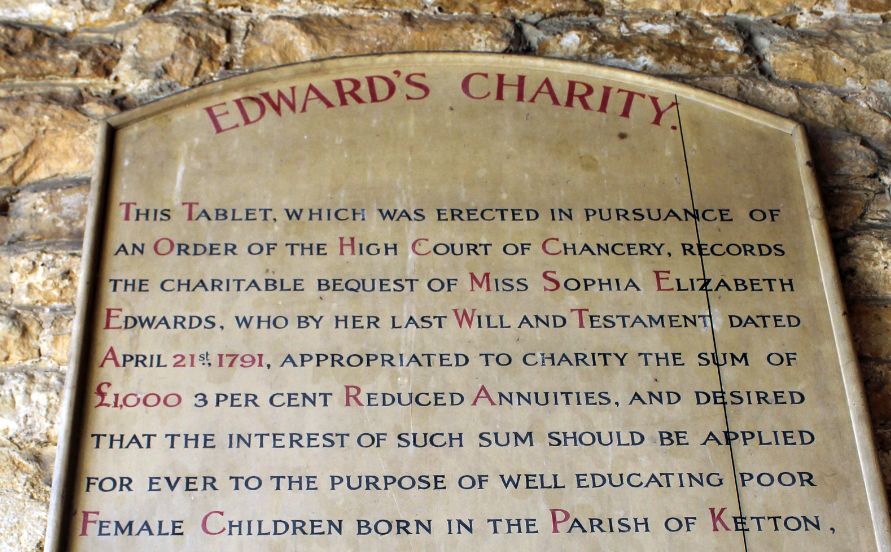 EDWARD'S CHARITY.
THIS TABLET, WHICH WAS ERECTED IN PURSUANCE OF
AN ORDER OF THE HIGH COURT OF CHANCERY, RECORDS
THE CHARITABLE BEQUEST OF MISS SOPHIA ELIZABETH
EDWARDS, WHO BY HER LAST WILL AND TESTAMENT DATED
APRIL 21st. 1791, APPROPRIATED TO CHARITY THE SUM OF
£1,000 3 PER CENT REDUCED ANNUITIES, AND DESIRED
THAT THE INTEREST OF SUCH SUM SHOULD BE APPLIED
FOR EVER TO THE PURPOSE OF WELL EDUCATING POOR
FEMALE CHILDREN BORN IN THE PARISH OF KETTON,